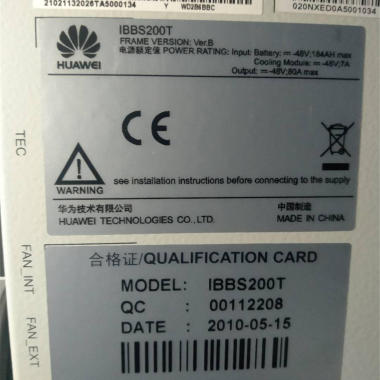 21021132026TA5000134
Y WD2B6BBC
020NXED0A5001034
HUAWEI
IBBS200T
FRAME VERSION: Ver.B
电源额定值 POWER RATING: Input: Battery: ⎓-48V;184AH max
Cooling Module: ⎓-48V;7A
Output: ⎓-48V;80A max
CE
WARNING
see installation instructions before connecting to the supply
华为技术有限公司
HUAWEI TECHNOLOGIES CO.,LTD.
中国制造
MADE IN CHINA
TEC
FAN_INT
FAN_EXT
合格证/QUALIFICATION CARD
MODEL: IBBS200T
QC : 00112208
DATE : 2010-05-15